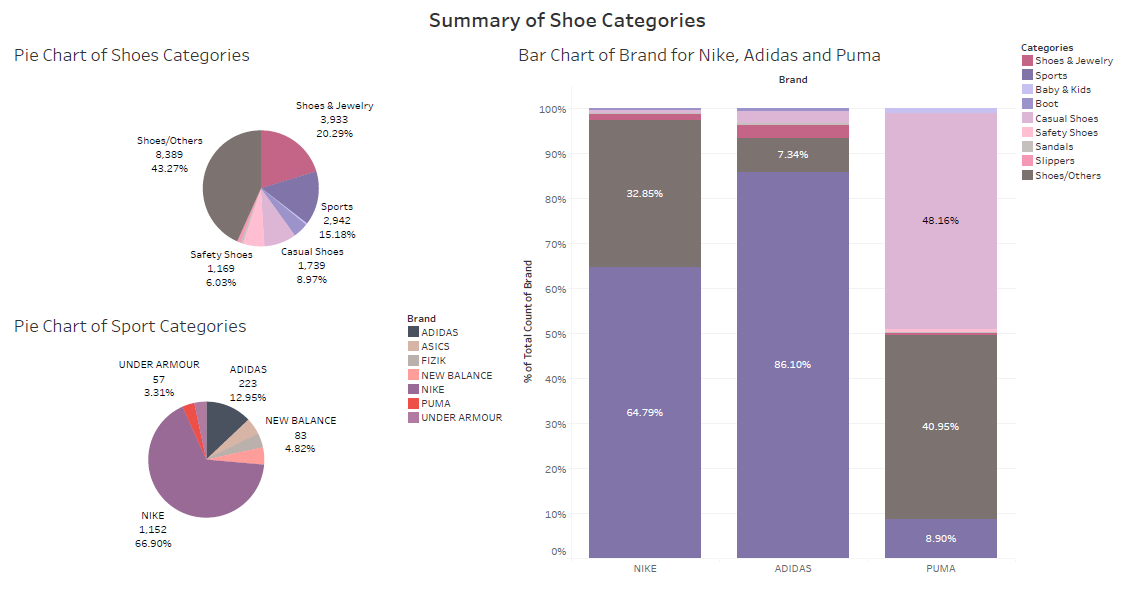 Summary of Shoe Categories
Pie Chart of Shoes Categories
Shoes & Jewelry
3,933
20.29%
Shoes/Others
8,389
43.27%
Sports
2,942
15.18%
Safety Shoes
1,169
6.03%
Casual Shoes
1,739
8.97%
Pie Chart of Sport Categories
UNDER ARMOUR
57
3.31%
ADIDAS
223
12.95%
NEW BALANCE
83
4.82%
NIKE
1,152
66.90%
Brand
ADIDAS
ASICS
FIZIK
NEW BALANCE
NIKE
PUMA
UNDER ARMOUR
Bar Chart of Brand for Nike, Adidas and Puma
Brand
% of Total Count of Brand
100%
90%
80%
70%
60%
50%
40%
30%
20%
10%
0%
32.85%
64.79%
7.34%
86.10%
48.16%
40.95%
8.90%
NIKE
ADIDAS
PUMA
Categories
Shoes & Jewelry
Sports
Baby & Kids
Boot
Casual Shoes
Safety Shoes
Sandals
Slippers
Shoes/Others